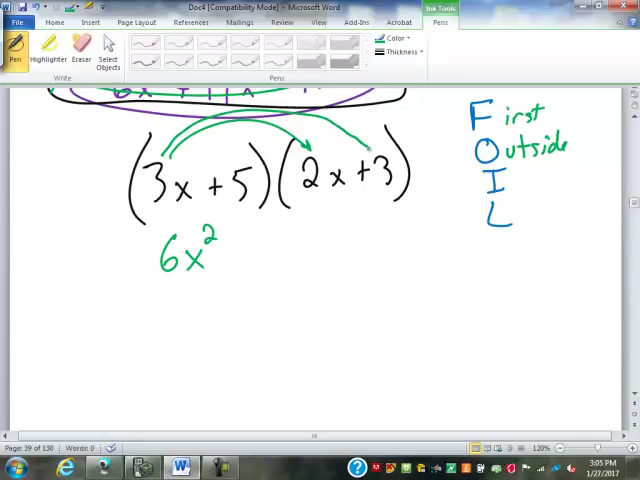 Doc4 [Compatibility Mode] - Microsoft Word
Ink Tools
File Home Insert Page Layout References Mailings Review View Add-Ins Acrobat Pens
Pen
Highlighter
Eraser
Select Objects
Color
Thickness
Write
Pens
First
(3x + 5)(2x + 3)
Outside
I
L
6x²
Page: 39 of 130 Words: 0
120%
3:05 PM
1/27/2017